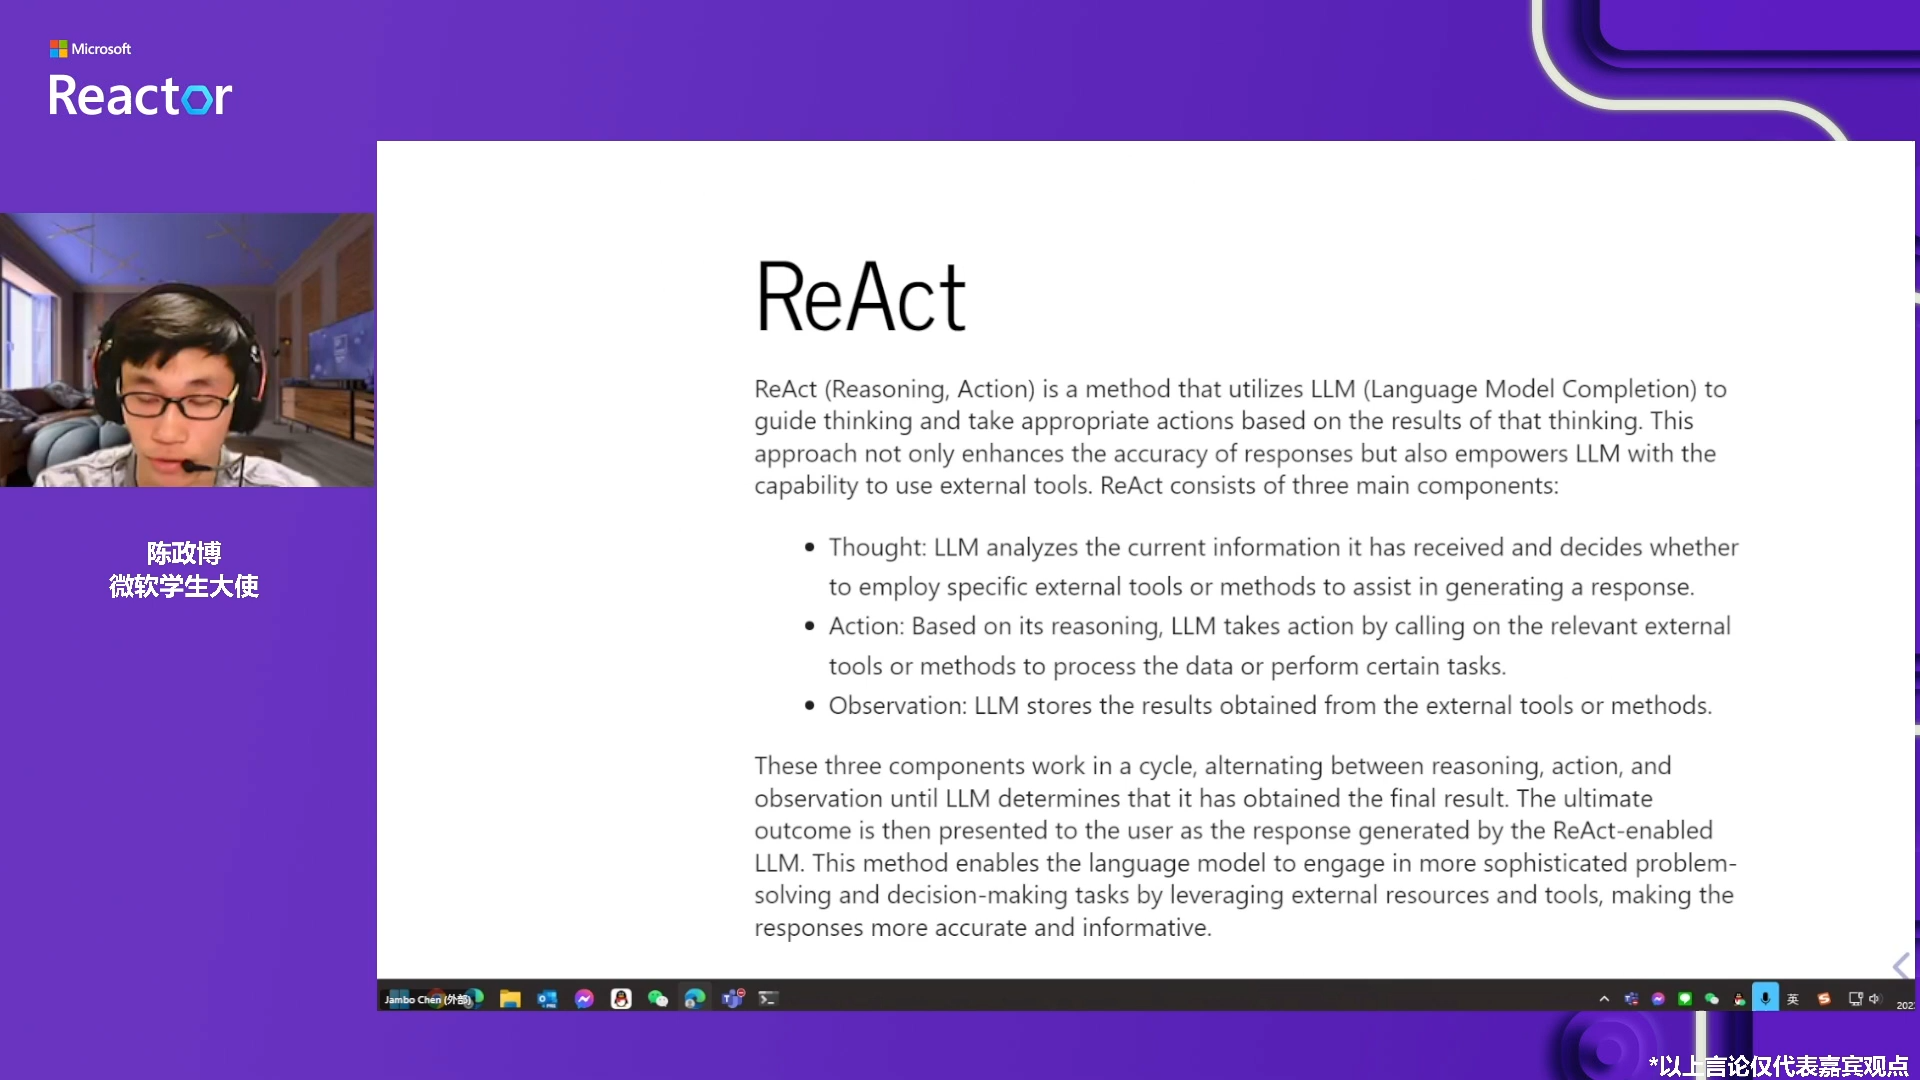 Microsoft
Reactor
陈政博
微软学生大使
ReAct
ReAct (Reasoning, Action) is a method that utilizes LLM (Language Model Completion) to
guide thinking and take appropriate actions based on the results of that thinking. This
approach not only enhances the accuracy of responses but also empowers LLM with the
capability to use external tools. ReAct consists of three main components:
• Thought: LLM analyzes the current information it has received and decides whether
to employ specific external tools or methods to assist in generating a response.
• Action: Based on its reasoning, LLM takes action by calling on the relevant external
tools or methods to process the data or perform certain tasks.
• Observation: LLM stores the results obtained from the external tools or methods.
These three components work in a cycle, alternating between reasoning, action, and
observation until LLM determines that it has obtained the final result. The ultimate
outcome is then presented to the user as the response generated by the ReAct-enabled
LLM. This method enables the language model to engage in more sophisticated problem-
solving and decision-making tasks by leveraging external resources and tools, making the
responses more accurate and informative.
Jambo Chen (外部)
英
202
*以上言论仅代表嘉宾观点